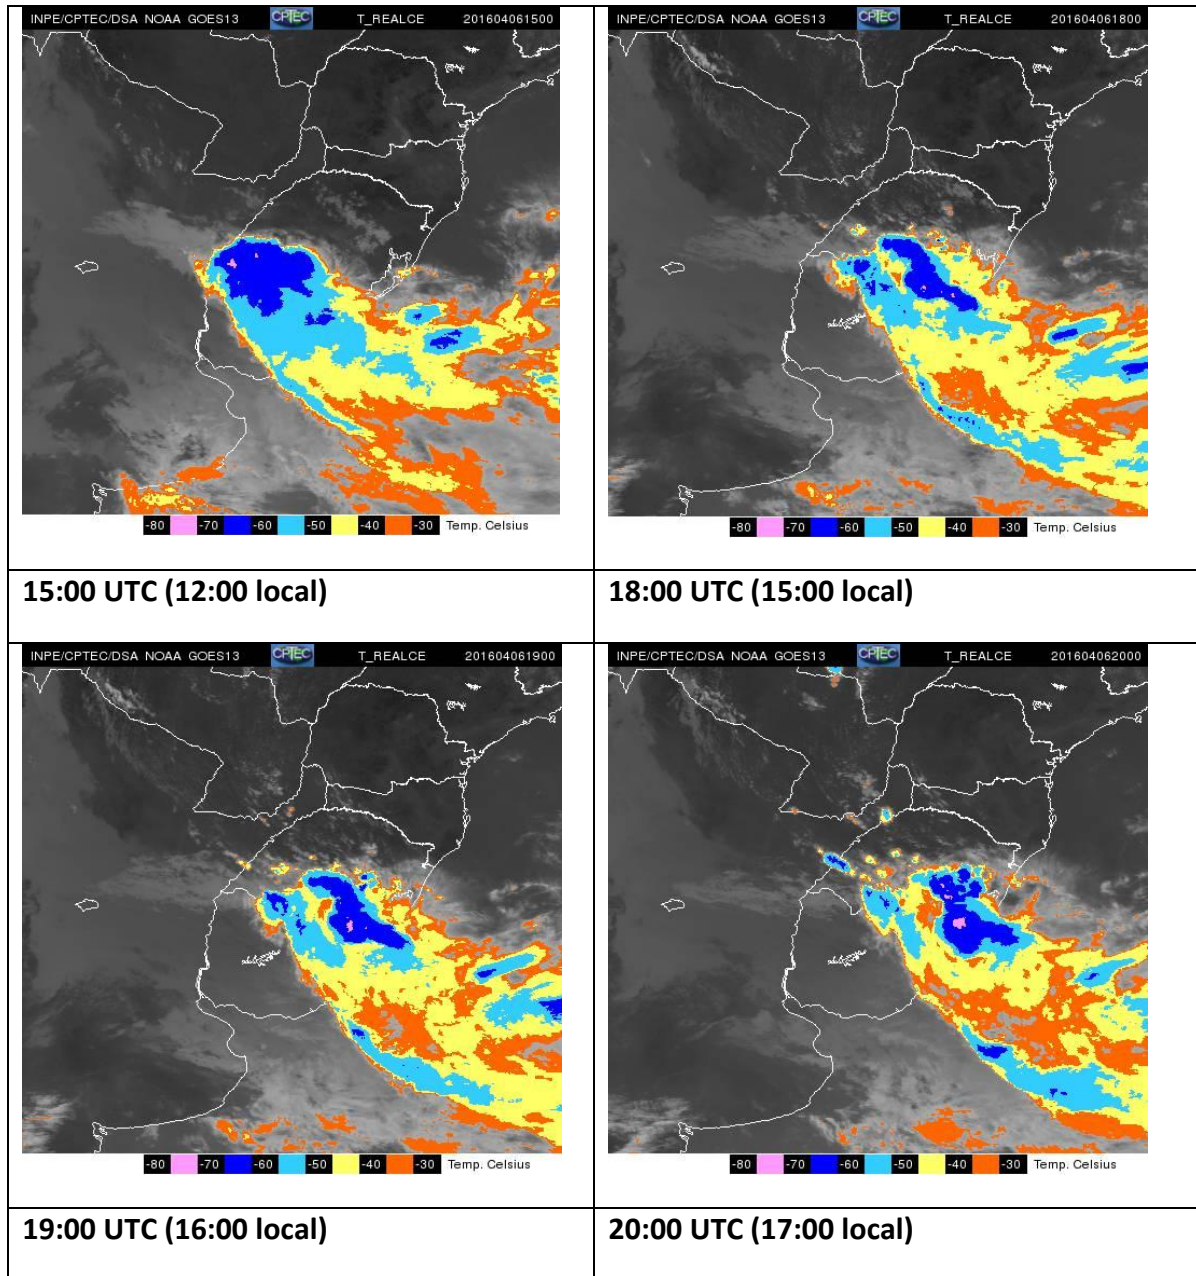 INPE/CPTEC/DSA NOAA GOES13 CPTEC T_REALCE 201604061500
INPE/CPTEC/DSA NOAA GOES13 CPTEC T_REALCE 201604061800
-80 -70 -60 -50 -40 -30 Temp. Celsius
-80 -70 -60 -50 -40 -30 Temp. Celsius
15:00 UTC (12:00 local)
18:00 UTC (15:00 local)
INPE/CPTEC/DSA NOAA GOES13 CPTEC T_REALCE 201604061900
INPE/CPTEC/DSA NOAA GOES13 CPTEC T_REALCE 201604062000
-80 -70 -60 -50 -40 -30 Temp. Celsius
-80 -70 -60 -50 -40 -30 Temp. Celsius
19:00 UTC (16:00 local)
20:00 UTC (17:00 local)